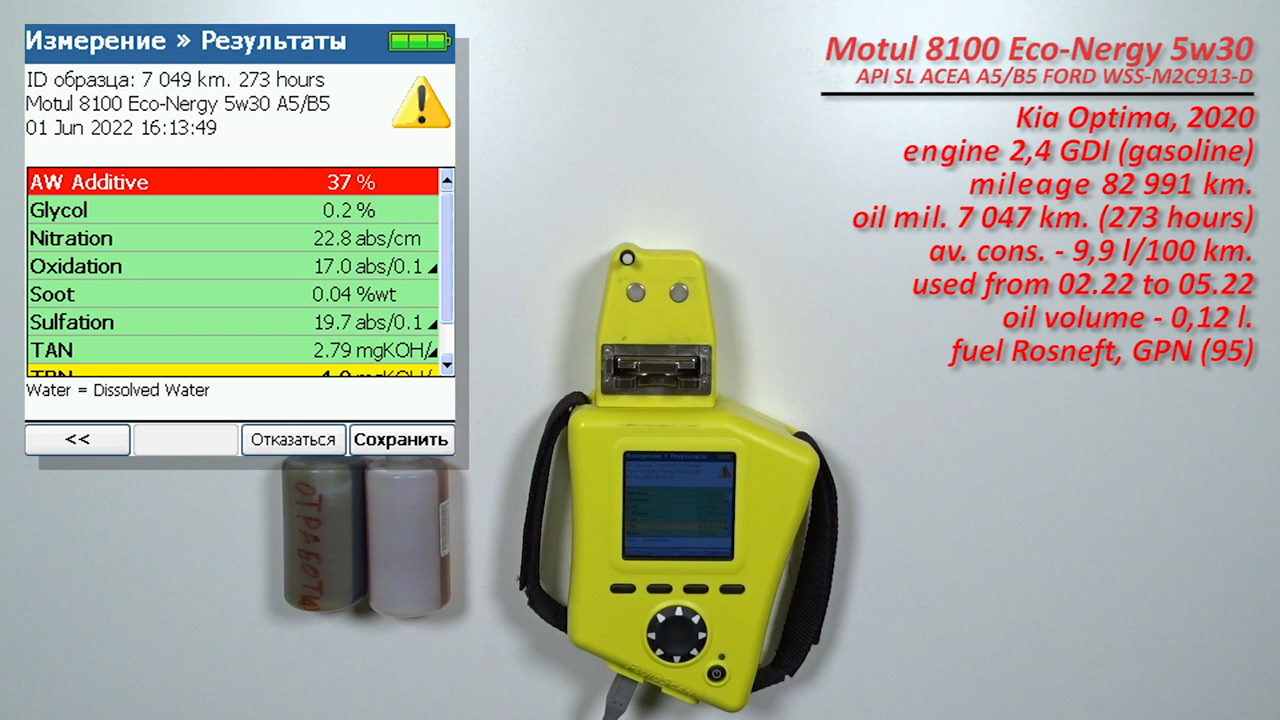 Измерение » Результаты
ID образца: 7 049 km. 273 hours
Motul 8100 Eco-Nergy 5w30 A5/B5
01 Jun 2022 16:13:49
AW Additive 37 %
Glycol 0.2 %
Nitration 22.8 abs/cm
Oxidation 17.0 abs/0.1
Soot 0.04 %wt
Sulfation 19.7 abs/0.1
TAN 2.79 mgKOH/
Water = Dissolved Water
<<
Отказаться
Сохранить
Motul 8100 Eco-Nergy 5w30
API SL ACEA A5/B5 FORD WSS-M2C913-D
Kia Optima, 2020
engine 2,4 GDI (gasoline)
mileage 82 991 km.
oil mil. 7 047 km. (273 hours)
av. cons. - 9,9 l/100 km.
used from 02.22 to 05.22
oil volume - 0,12 l.
fuel Rosneft, GPN (95)
ОТРАБОТКА